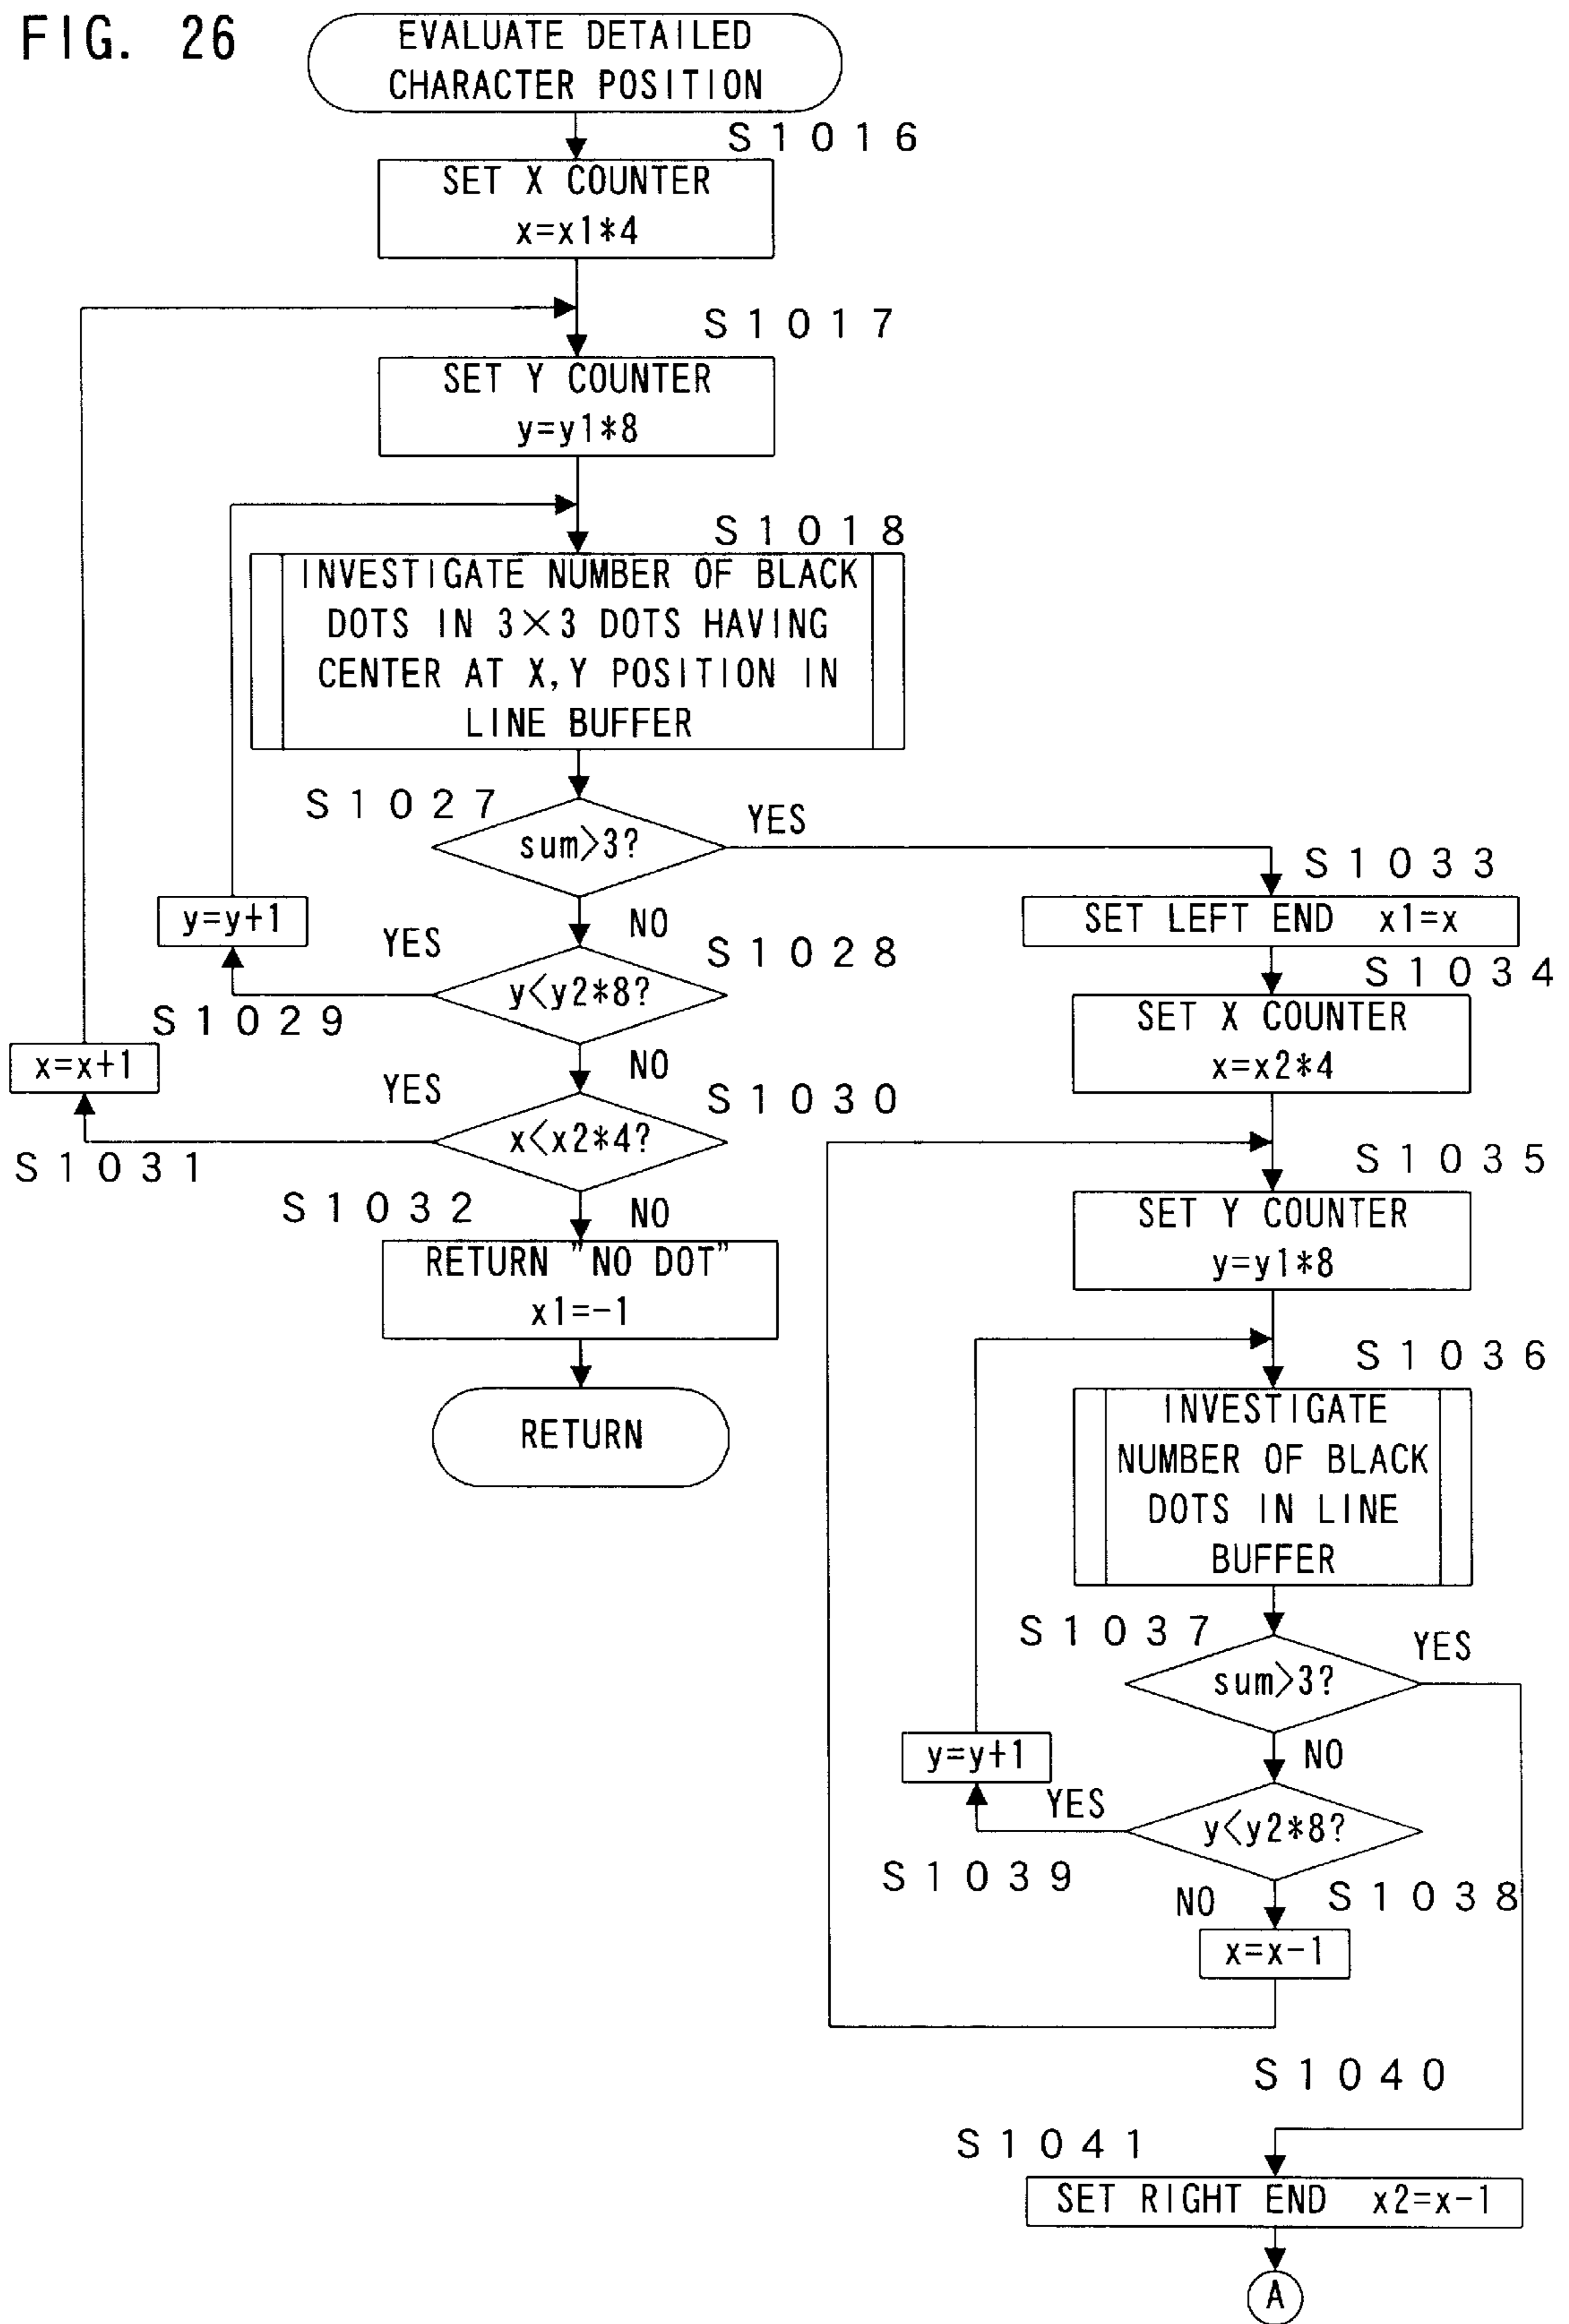 FIG. 26
EVALUATE DETAILED
CHARACTER POSITION
S1016
SET X COUNTER
x=x1*4
S1017
SET Y COUNTER
y=y1*8
S1018
INVESTIGATE NUMBER OF BLACK
DOTS IN 3×3 DOTS HAVING
CENTER AT X,Y POSITION IN
LINE BUFFER
S1027
sum>3?
YES
NO
y=y+1
YES
S1028
y<y2*8?
S1029
NO
x=x+1
YES
S1030
x<x2*4?
S1031
S1032
NO
RETURN "NO DOT"
x1=-1
RETURN
S1033
SET LEFT END x1=x
S1034
SET X COUNTER
x=x2*4
S1035
SET Y COUNTER
y=y1*8
S1036
INVESTIGATE
NUMBER OF BLACK
DOTS IN LINE
BUFFER
S1037
YES
sum>3?
NO
y=y+1
YES
y<y2*8?
S1039
NO
S1038
x=x-1
S1040
S1041
SET RIGHT END x2=x-1
A